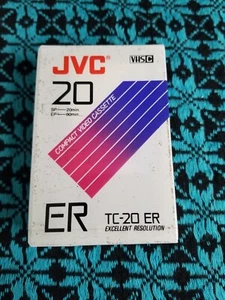 JVC
VHS C
20
SP 20min.
EP 60min.
COMPACT VIDEO CASSETTE
ER
TC-20 ER
EXCELLENT RESOLUTION